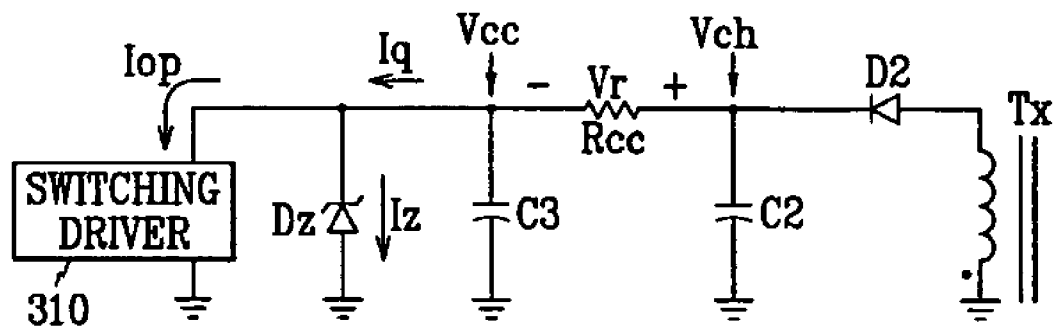 Iop
Iq
Vcc
Vch
- Vr +
Rcc
D2
Tx
SWITCHING
DRIVER
310
Dz
Iz
C3
C2